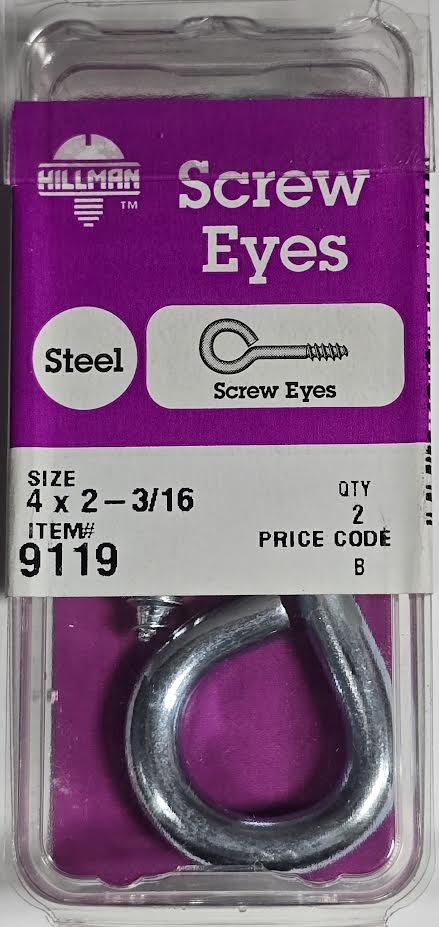 HILLMAN
TM
Screw
Eyes
Steel
Screw Eyes
SIZE
4 x 2-3/16
ITEM#
9119
QTY
2
PRICE CODE
B